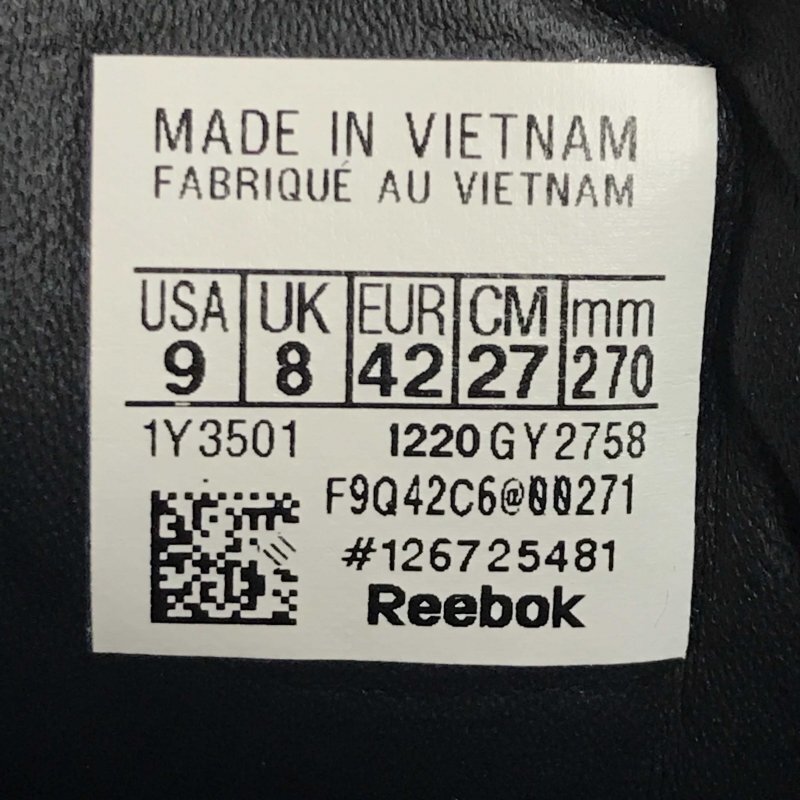 MADE IN VIETNAM
FABRIQUÉ AU VIETNAM
USA UK EUR CM mm
9 8 42 27 270
1Y3501 1220 GY2758
F9Q42C6@00271
#126725481
Reebok